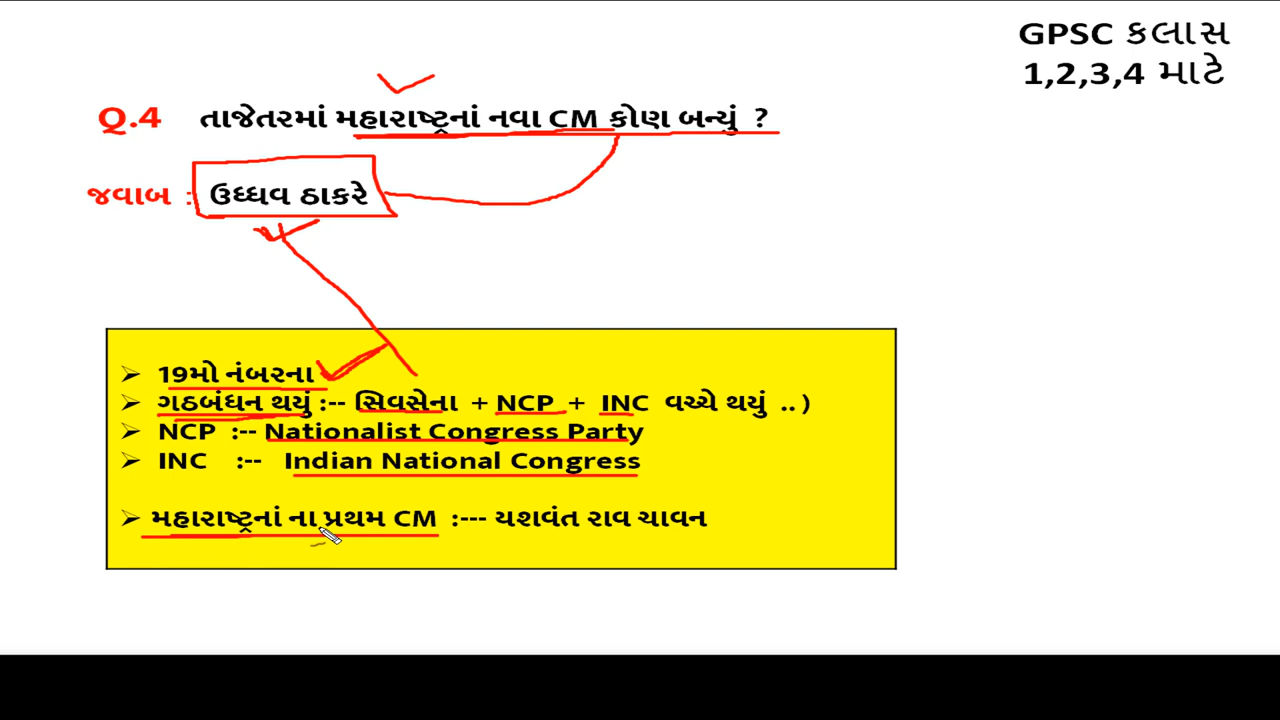 GPSC કલાસ
1,2,3,4 માટે
Q.4 તાજેતરમાં મહારાષ્ટ્રનાં નવા CM કોણ બન્યું ?
જવાબ : ઉધ્ધવ ઠાકરે
➢ 19મો નંબરના
➢ ગઠબંધન થયું :-- સિવસેના + NCP + INC વચ્ચે થયું ..)
➢ NCP :-- Nationalist Congress Party
➢ INC :-- Indian National Congress
➢ મહારાષ્ટ્રનાં ના પ્રથમ CM :--- યશવંત રાવ ચાવન